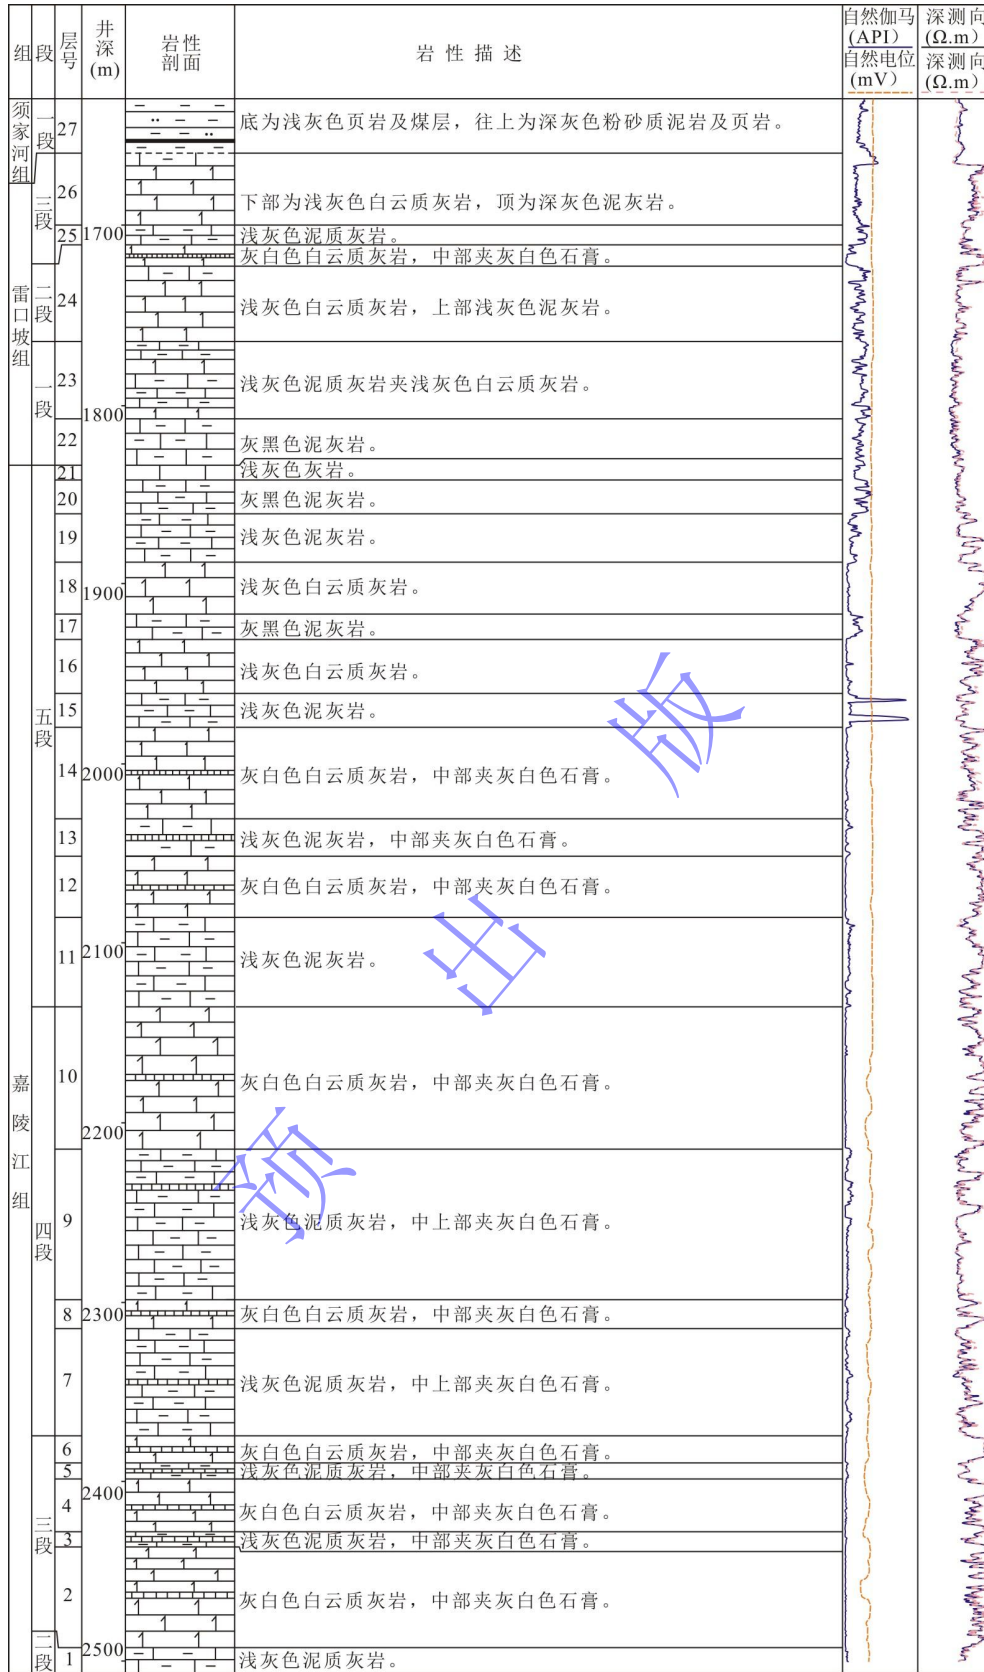 组 段 层号 井深(m) 岩性剖面 岩性描述 自然伽马(API) 自然电位(mV) 深测向(Ω.m) 深测向(Ω.m)
须家河组 一段 27 底为浅灰色页岩及煤层，往上为深灰色粉砂质泥岩及页岩。
雷口坡组 三段 26 下部为浅灰色白云质灰岩，顶为深灰色泥灰岩。
25 1700 浅灰色泥质灰岩。
灰白色白云质灰岩，中部夹灰白色石膏。
二段 24 浅灰色白云质灰岩，上部浅灰色泥灰岩。
一段 23 浅灰色泥质灰岩夹浅灰色白云质灰岩。
1800
22 灰黑色泥灰岩。
嘉陵江组 五段 21 浅灰色灰岩。
20 灰黑色泥灰岩。
19 浅灰色泥灰岩。
18 1900 浅灰色白云质灰岩。
17 灰黑色泥灰岩。
16 浅灰色白云质灰岩。
15 浅灰色泥灰岩。
14 2000 灰白色白云质灰岩，中部夹灰白色石膏。
13 浅灰色泥灰岩，中部夹灰白色石膏。
12 灰白色白云质灰岩，中部夹灰白色石膏。
11 2100 浅灰色泥灰岩。
四段 10 灰白色白云质灰岩，中部夹灰白色石膏。
2200
9 浅灰色泥质灰岩，中上部夹灰白色石膏。
8 2300 灰白色白云质灰岩，中部夹灰白色石膏。
7 浅灰色泥质灰岩，中上部夹灰白色石膏。
三段 6 灰白色白云质灰岩，中部夹灰白色石膏。
5 浅灰色泥质灰岩，中部夹灰白色石膏。
4 2400 灰白色白云质灰岩，中部夹灰白色石膏。
3 浅灰色泥质灰岩，中部夹灰白色石膏。
2 灰白色白云质灰岩，中部夹灰白色石膏。
二段 1 2500 浅灰色泥质灰岩。
预出版